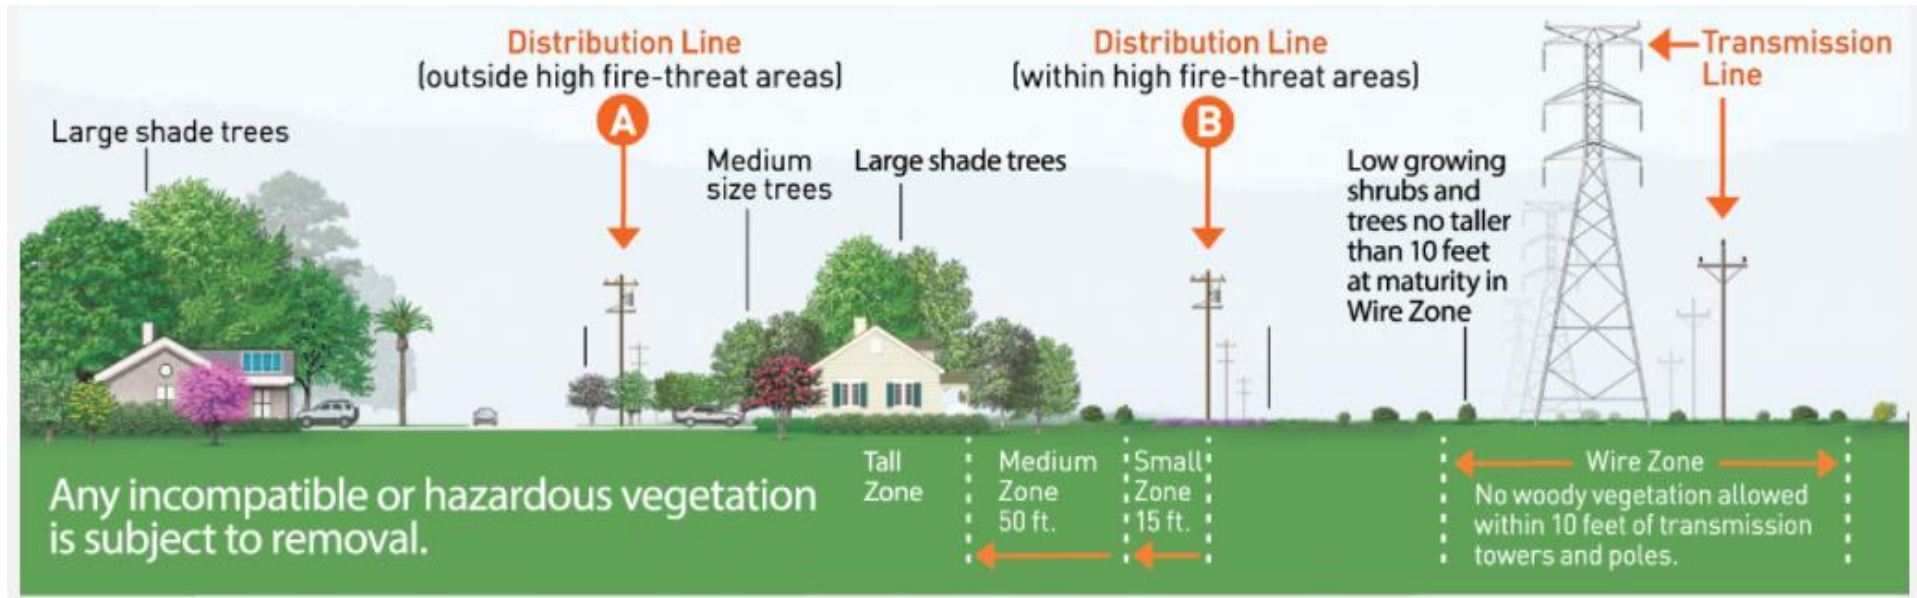 Distribution Line
(outside high fire-threat areas)
A
Distribution Line
(within high fire-threat areas)
B
Transmission
Line
Large shade trees
Medium
size trees
Large shade trees
Low growing
shrubs and
trees no taller
than 10 feet
at maturity in
Wire Zone
Any incompatible or hazardous vegetation
is subject to removal.
Tall
Zone
Medium
Zone
50 ft.
Small
Zone
15 ft.
Wire Zone
No woody vegetation allowed
within 10 feet of transmission
towers and poles.